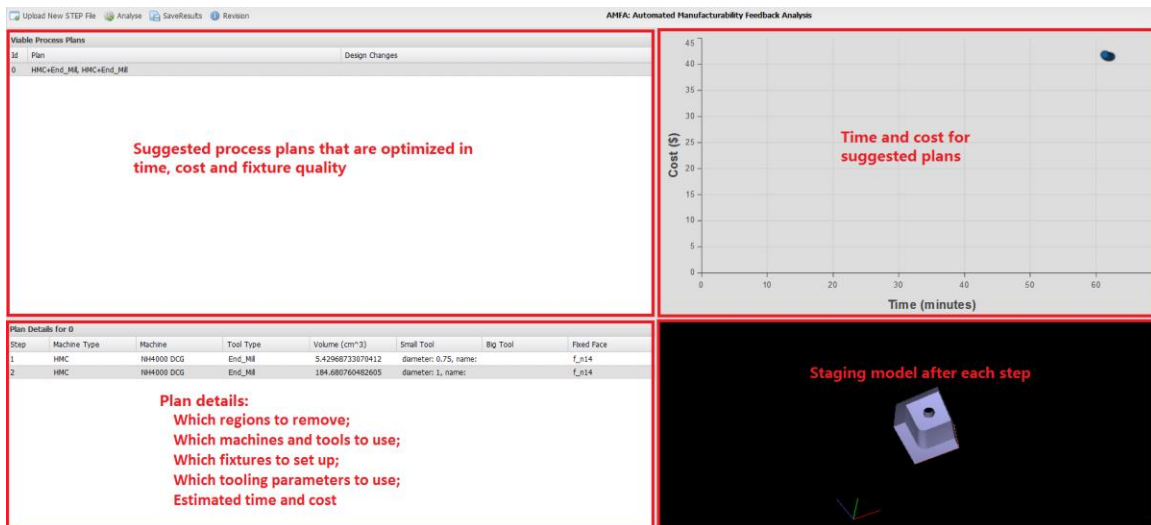 Upload New STEP File Analyse SaveResults Revision
AMFA: Automated Manufacturability Feedback Analysis
Viable Process Plans
Id Plan Design Changes
0 HMC+End_Mill, HMC+End_Mill
Suggested process plans that are optimized in
time, cost and fixture quality
45
40
35
30
25
20
15
10
5
0
Cost ($)
Time and cost for
suggested plans
0 10 20 30 40 50 60
Time (minutes)
Plan Details for 0
Step Machine Type Machine Tool Type Volume (cm^3) Small Tool Big Tool Fixed Face
1 HMC NH4000 DCG End_Mill 5.42968733070412 diameter: 0.75, name: f_n14
2 HMC NH4000 DCG End_Mill 184.680760482605 diameter: 1, name: f_n14
Plan details:
Which regions to remove;
Which machines and tools to use;
Which fixtures to set up;
Which tooling parameters to use;
Estimated time and cost
Staging model after each step